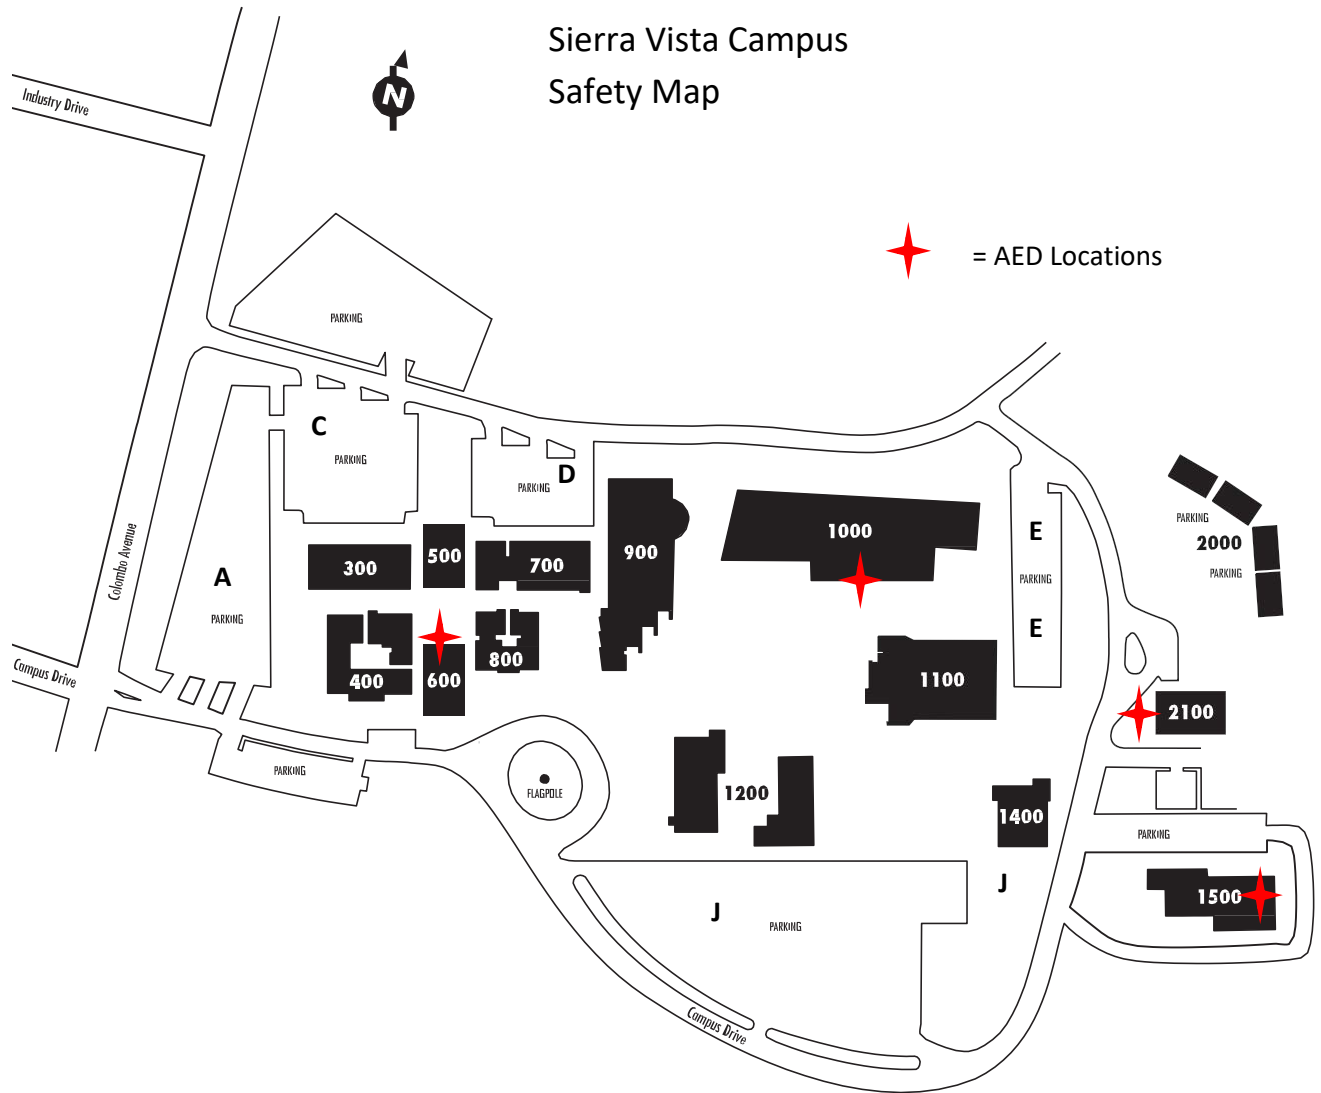 Sierra Vista Campus
Safety Map
N
Industry Drive
= AED Locations
PARKING
C
PARKING
D
PARKING
A
PARKING
Colombo Avenue
Campus Drive
300
500
700
900
1000
400
600
800
1100
E
PARKING
E
PARKING
2000
PARKING
2100
PARKING
FLAGPOLE
1200
1400
PARKING
J
J
PARKING
1500
Campus Drive